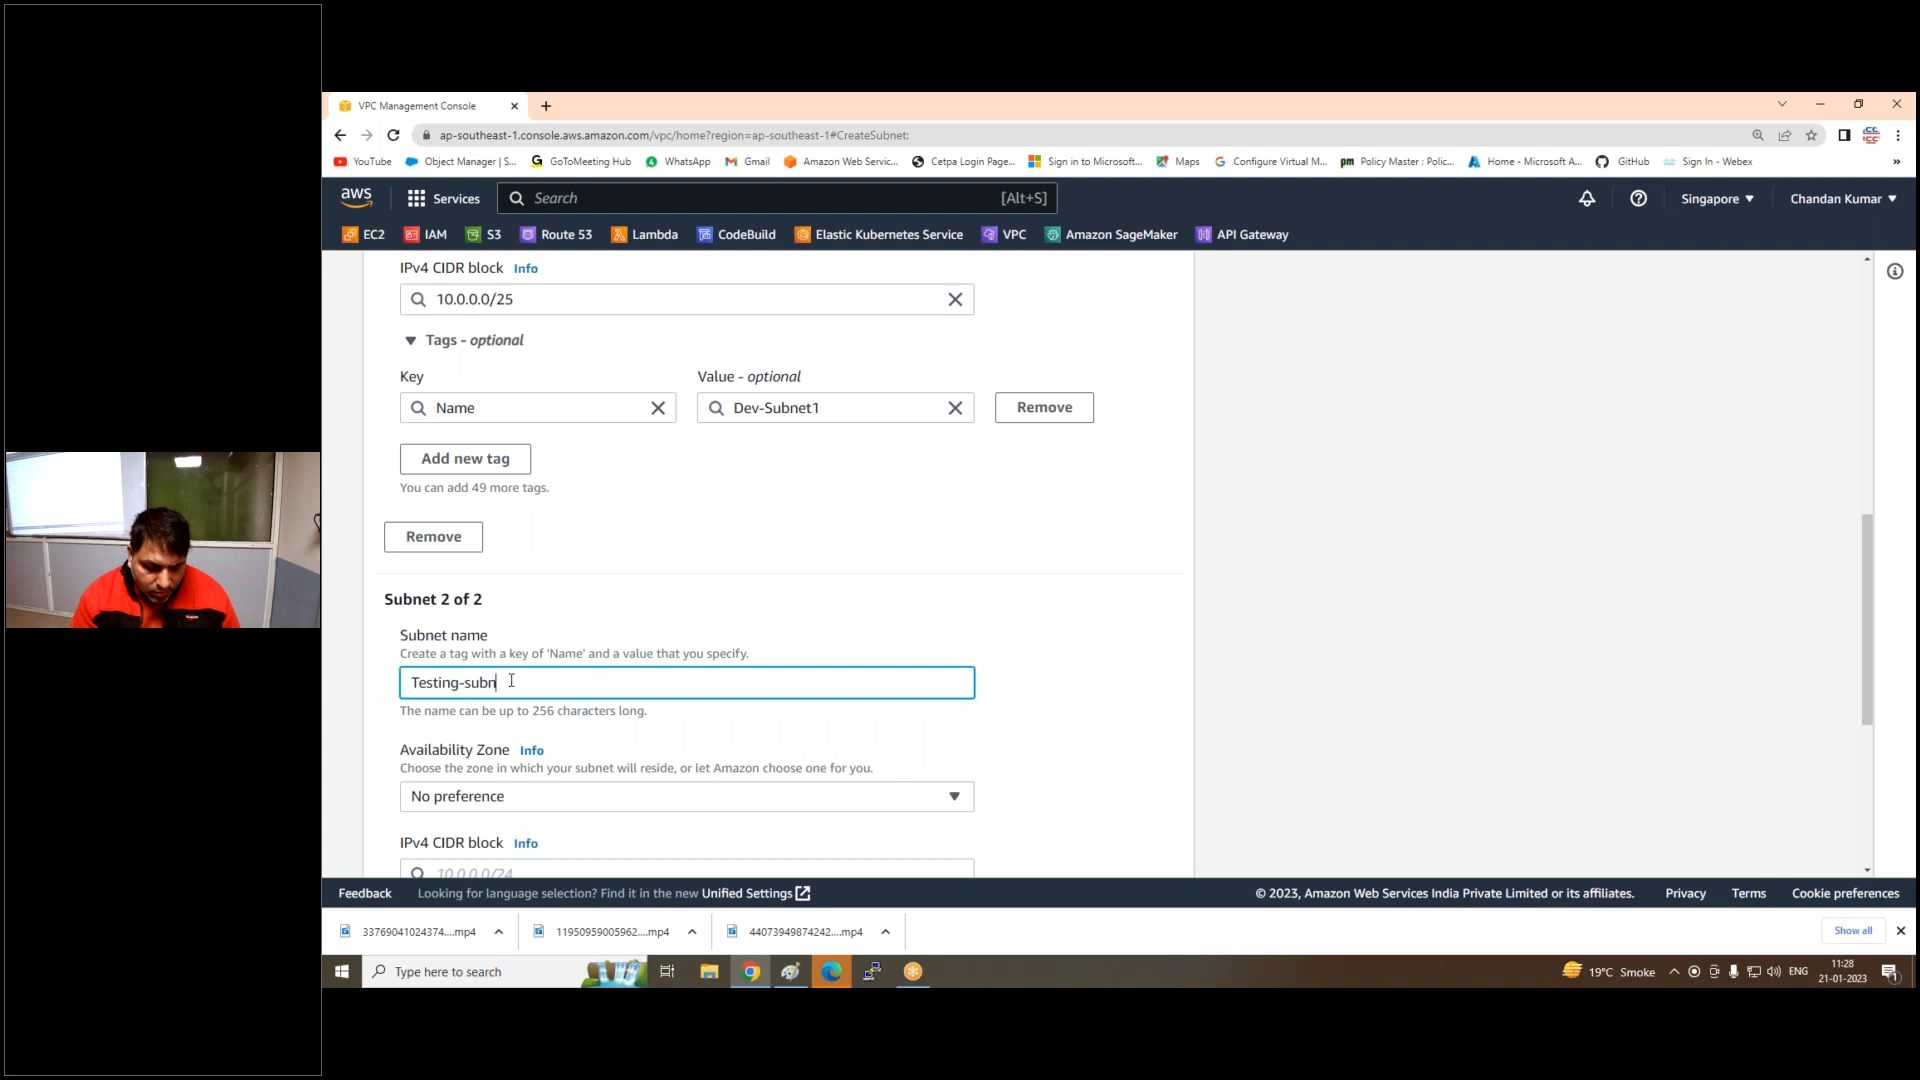 VPC Management Console
ap-southeast-1.console.aws.amazon.com/vpc/home?region=ap-southeast-1#CreateSubnet:
YouTube Object Manager | S... GoToMeeting Hub WhatsApp Gmail Amazon Web Servic... Cetpa Login Page... Sign in to Microsoft... Maps Configure Virtual M... pm Policy Master : Polic... Home - Microsoft A... GitHub Sign In - Webex »
aws Services Search [Alt+S] Singapore Chandan Kumar
EC2 IAM S3 Route 53 Lambda CodeBuild Elastic Kubernetes Service VPC Amazon SageMaker API Gateway
IPv4 CIDR block Info
10.0.0.0/25
Tags - optional
Key Value - optional
Name Dev-Subnet1 Remove
Add new tag
You can add 49 more tags.
Remove
Subnet 2 of 2
Subnet name
Create a tag with a key of 'Name' and a value that you specify.
Testing-subn
The name can be up to 256 characters long.
Availability Zone Info
Choose the zone in which your subnet will reside, or let Amazon choose one for you.
No preference
IPv4 CIDR block Info
10.0.0.0/24
Feedback Looking for language selection? Find it in the new Unified Settings © 2023, Amazon Web Services India Private Limited or its affiliates. Privacy Terms Cookie preferences
33769041024374....mp4 11950959005962....mp4 44073949874242....mp4 Show all
Type here to search 19°C Smoke ENG 11:28
21-01-2023 1